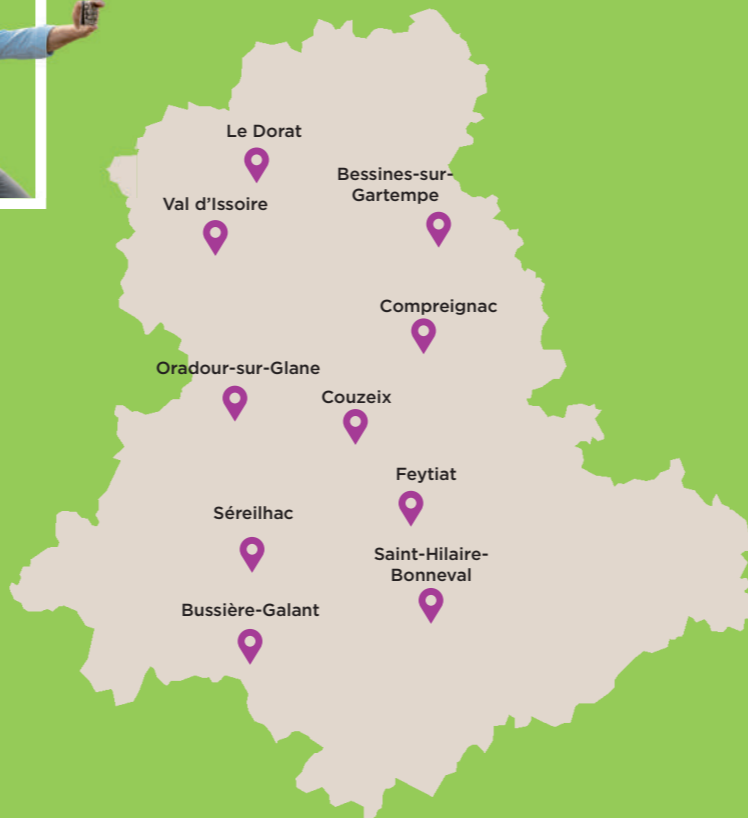 Le Dorat
Bessines-sur-
Gartempe
Val d'Issoire
Compreignac
Oradour-sur-Glane
Couzeix
Feytiat
Séreilhac
Saint-Hilaire-
Bonneval
Bussière-Galant